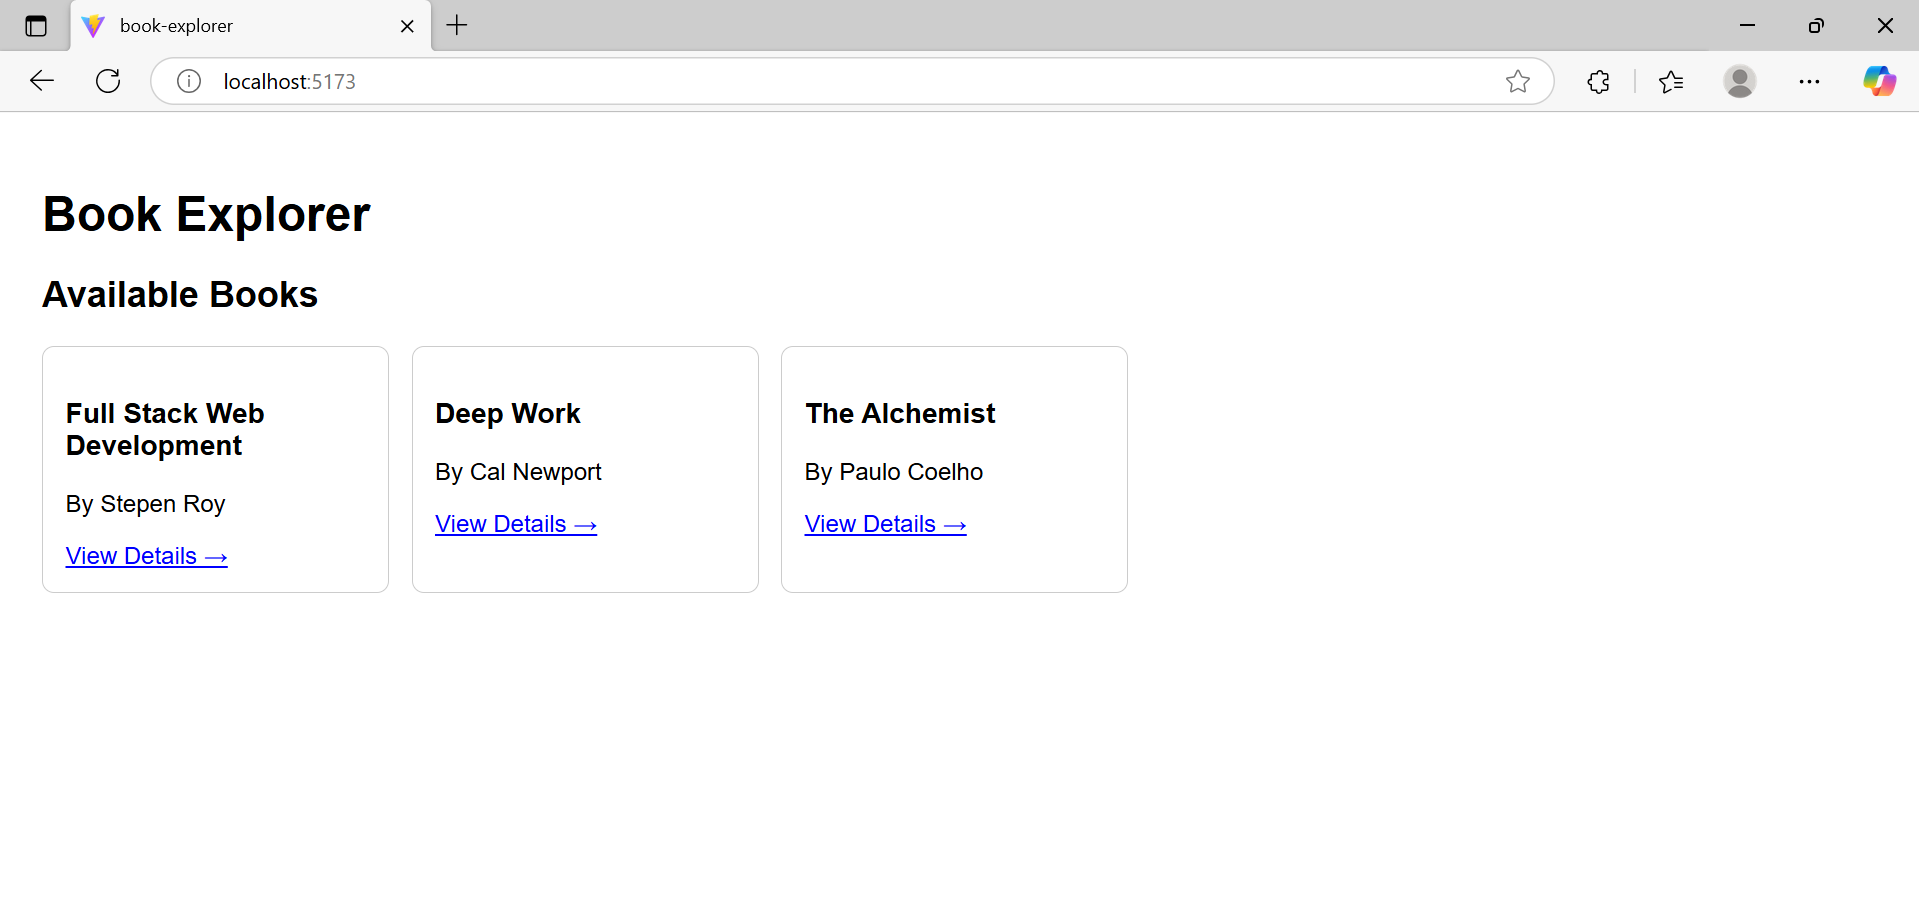 book-explorer
localhost:5173
Book Explorer
Available Books
Full Stack Web
Development
By Stepen Roy
View Details →
Deep Work
By Cal Newport
View Details →
The Alchemist
By Paulo Coelho
View Details →